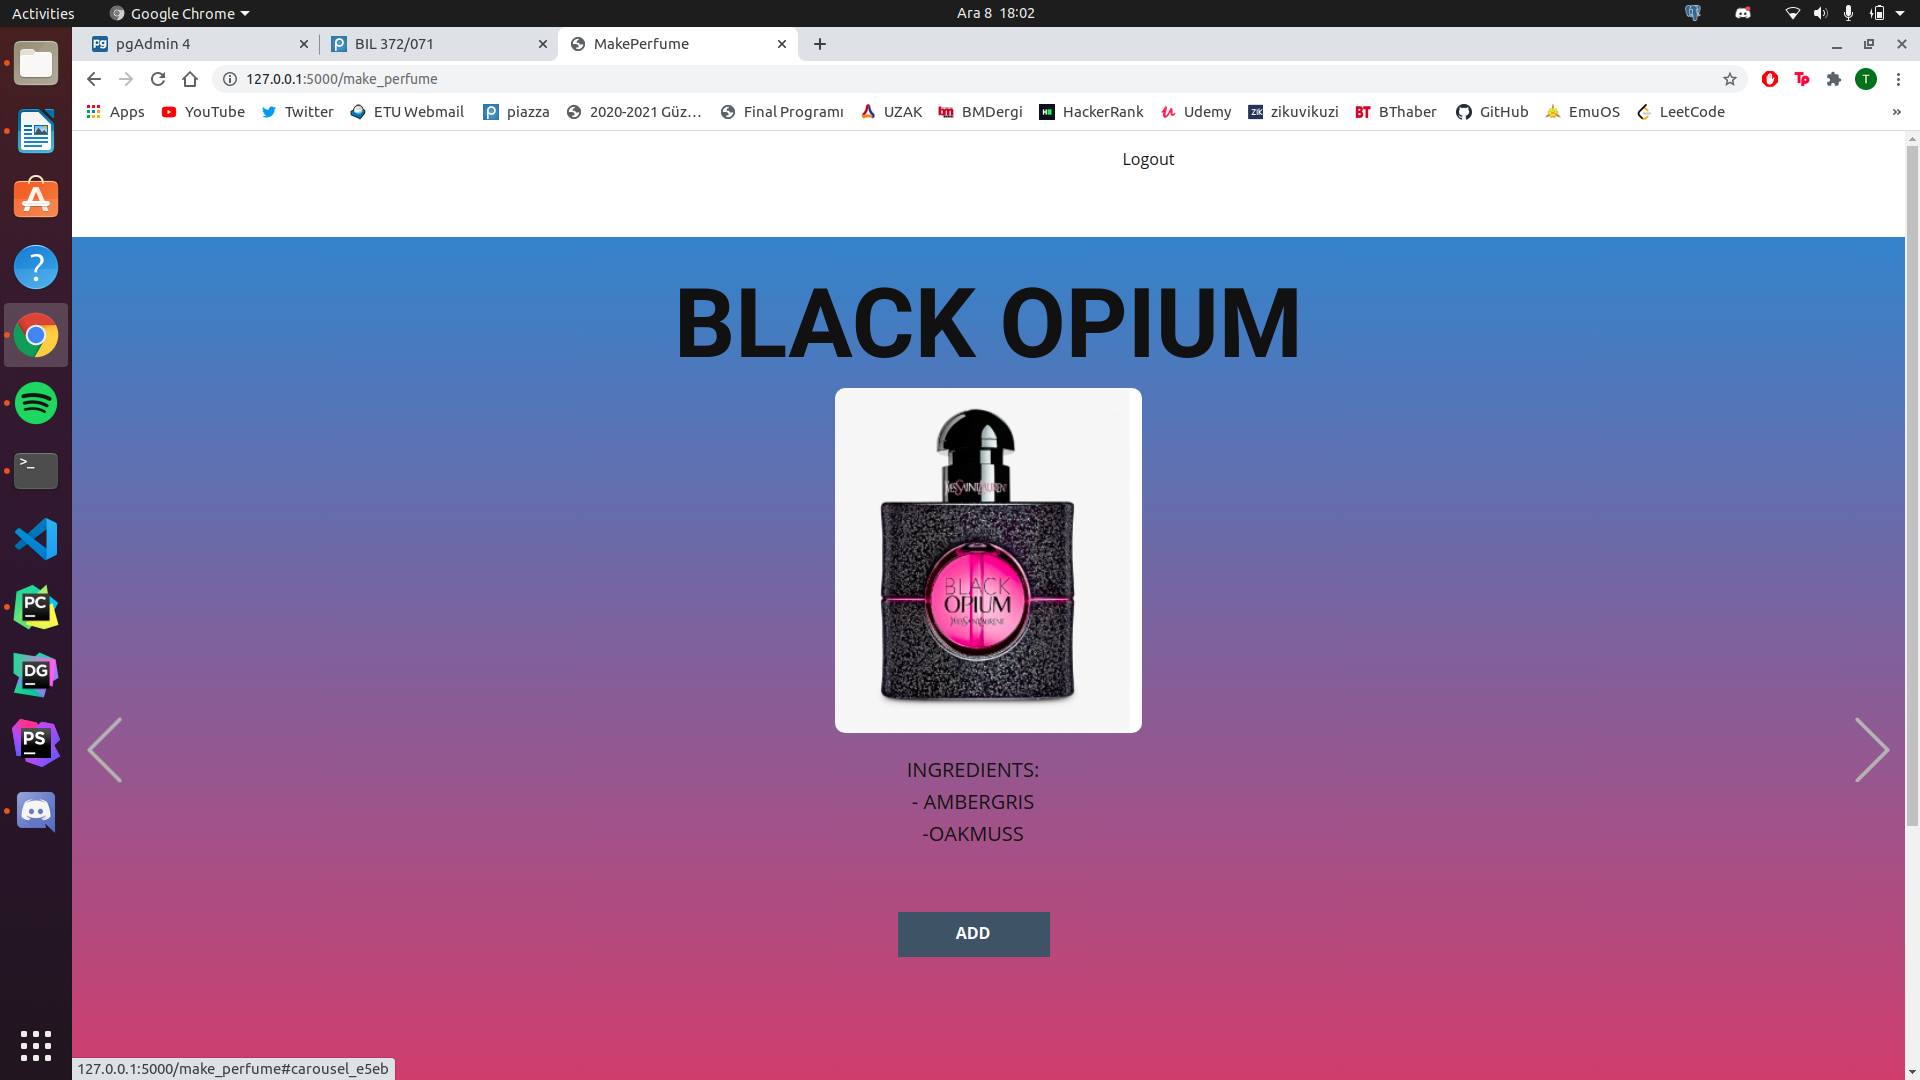 Activities
Google Chrome
Ara 8 18:02
pgAdmin 4
BIL 372/071
MakePerfume
127.0.0.1:5000/make_perfume
T
Apps
YouTube
Twitter
ETU Webmail
piazza
2020-2021 Güz…
Final Programı
UZAK
BMDergi
HackerRank
Udemy
zikuvikuzi
BThaber
GitHub
EmuOS
LeetCode
»
Logout
BLACK OPIUM
YVESSAINTLAURENT
BLACK
OPIUM
YVESSAINTLAURENT
INGREDIENTS:
- AMBERGRIS
-OAKMUSS
ADD
PC
DG
PS
127.0.0.1:5000/make_perfume#carousel_e5eb